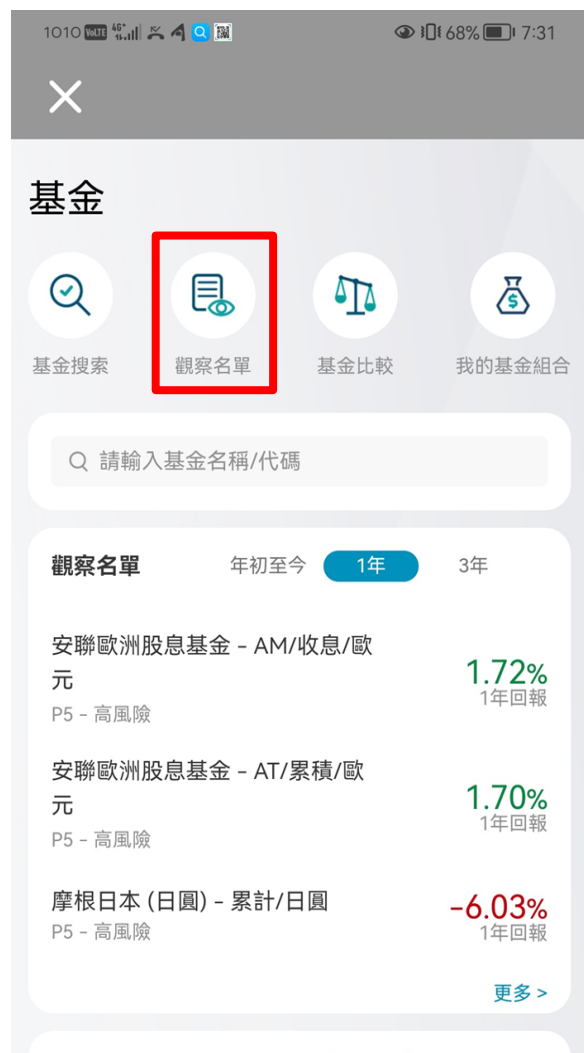 1010 VoLTE 4G+ 68% 7:31
基金
基金搜索 觀察名單 基金比較 我的基金組合
請輸入基金名稱/代碼
觀察名單 年初至今 1年 3年
安聯歐洲股息基金 – AM/收息/歐
元
1.72%
P5 – 高風險
1年回報
安聯歐洲股息基金 – AT/累積/歐
元
1.70%
P5 – 高風險
1年回報
摩根日本 (日圓) – 累計/日圓
-6.03%
P5 – 高風險
1年回報
更多 >